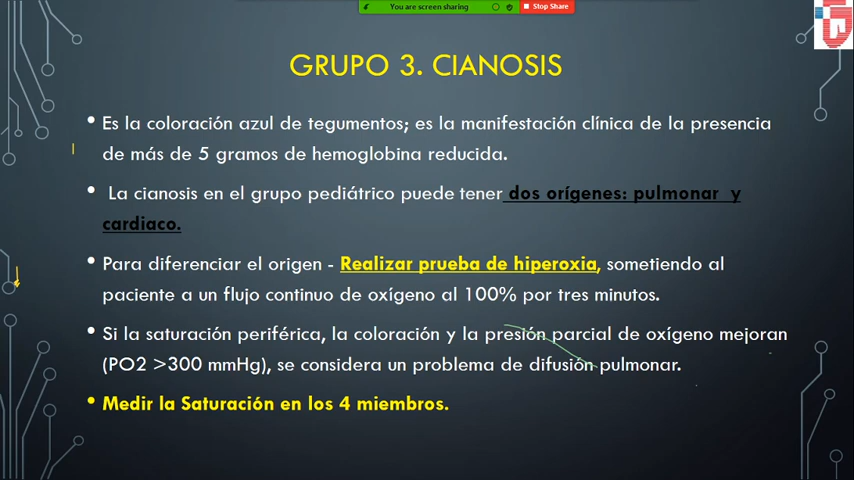 You are screen sharing
Stop Share
GRUPO 3. CIANOSIS
• Es la coloración azul de tegumentos; es la manifestación clínica de la presencia
de más de 5 gramos de hemoglobina reducida.
• La cianosis en el grupo pediátrico puede tener dos orígenes: pulmonar y
cardiaco.
• Para diferenciar el origen - Realizar prueba de hiperoxia, sometiendo al
paciente a un flujo continuo de oxígeno al 100% por tres minutos.
• Si la saturación periférica, la coloración y la presión parcial de oxígeno mejoran
(PO2 >300 mmHg), se considera un problema de difusión pulmonar.
• Medir la Saturación en los 4 miembros.